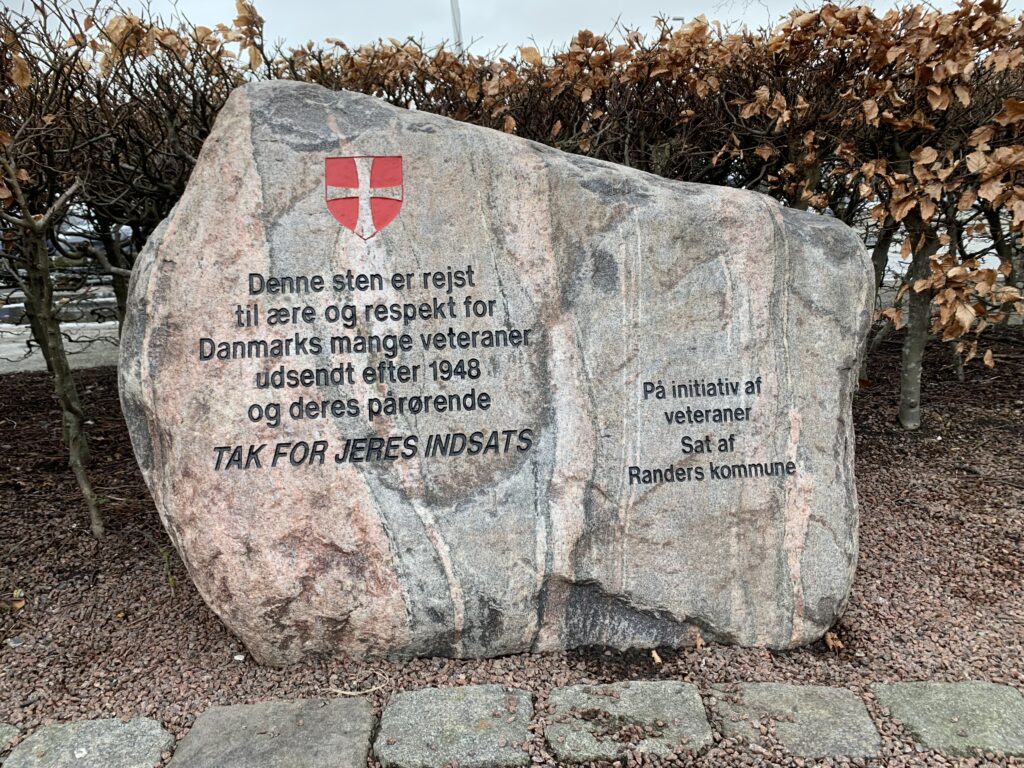 Denne sten er rejst
til ære og respekt for
Danmarks mange veteraner
udsendt efter 1948
og deres pårørende
TAK FOR JERES INDSATS
På initiativ af
veteraner
Sat af
Randers kommune